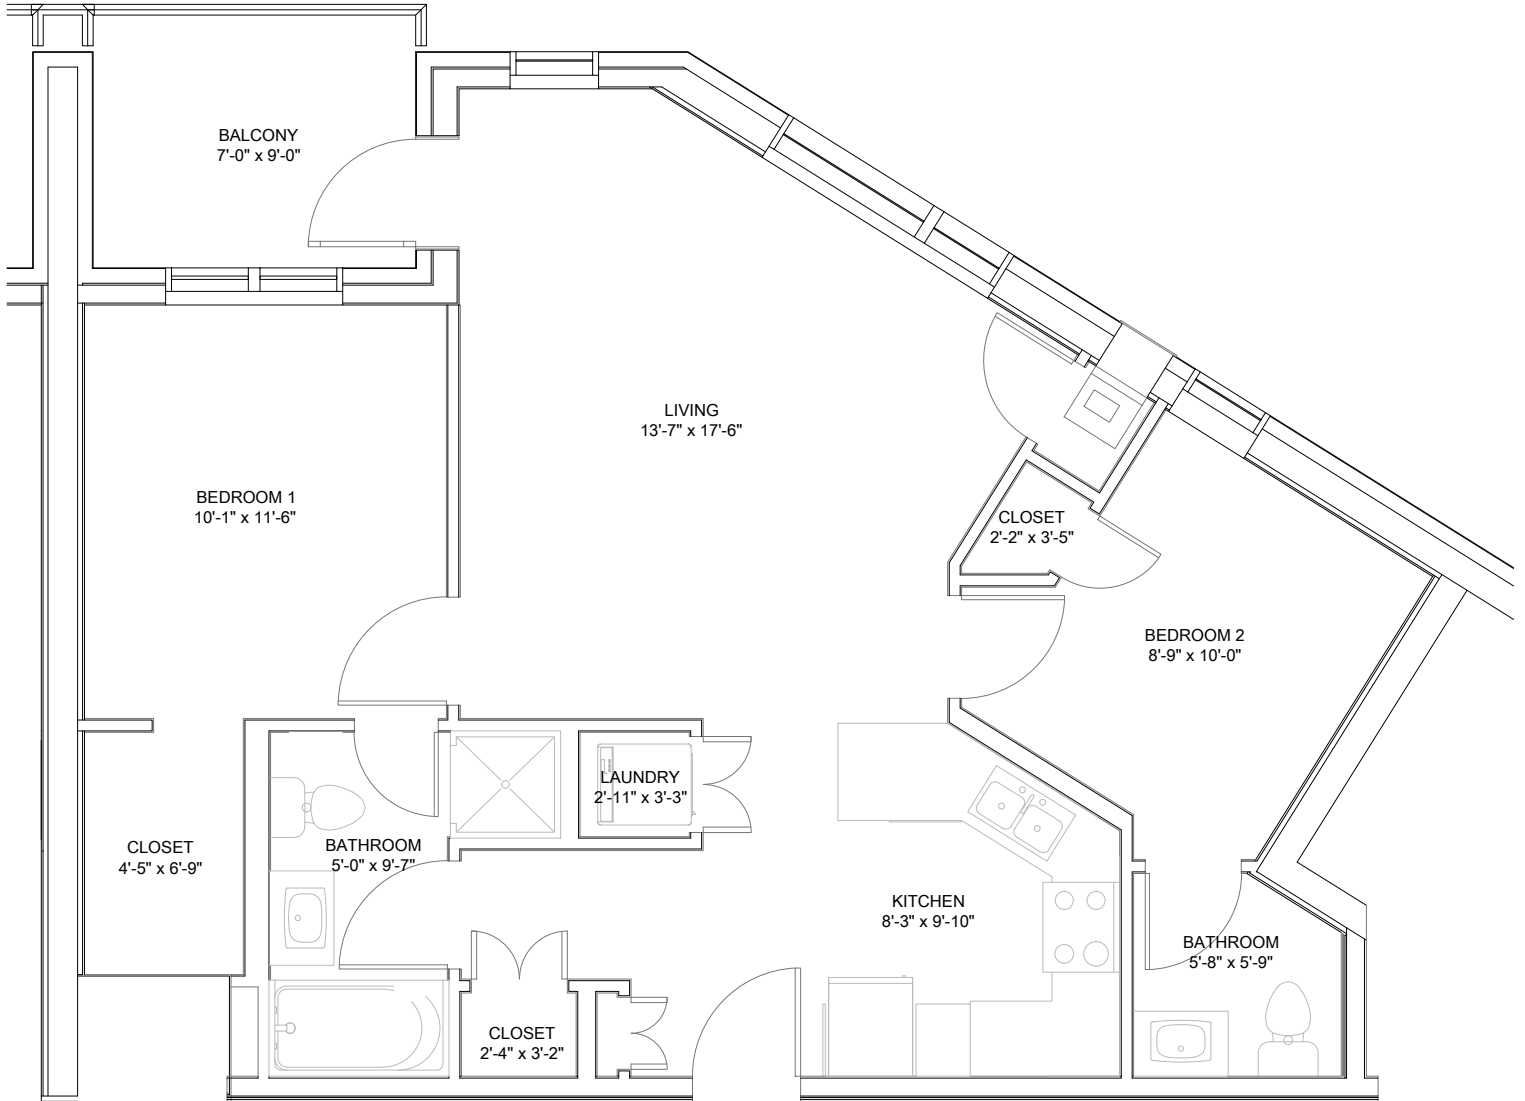 BALCONY
7'-0" x 9'-0"
LIVING
13'-7" x 17'-6"
BEDROOM 1
10'-1" x 11'-6"
CLOSET
2'-2" x 3'-5"
BEDROOM 2
8'-9" x 10'-0"
LAUNDRY
2'-11" x 3'-3"
BATHROOM
5'-0" x 9'-7"
CLOSET
4'-5" x 6'-9"
KITCHEN
8'-3" x 9'-10"
BATHROOM
5'-8" x 5'-9"
CLOSET
2'-4" x 3'-2"